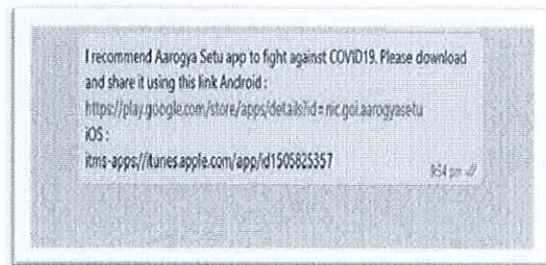 I recommend Aarogya Setu app to fight against COVID19. Please download
and share it using this link Android :
https://play.google.com/store/apps/details?id=nic.goi.aarogyasetu
iOS :
itms-apps://itunes.apple.com/app/id1505825357
9:54 pm